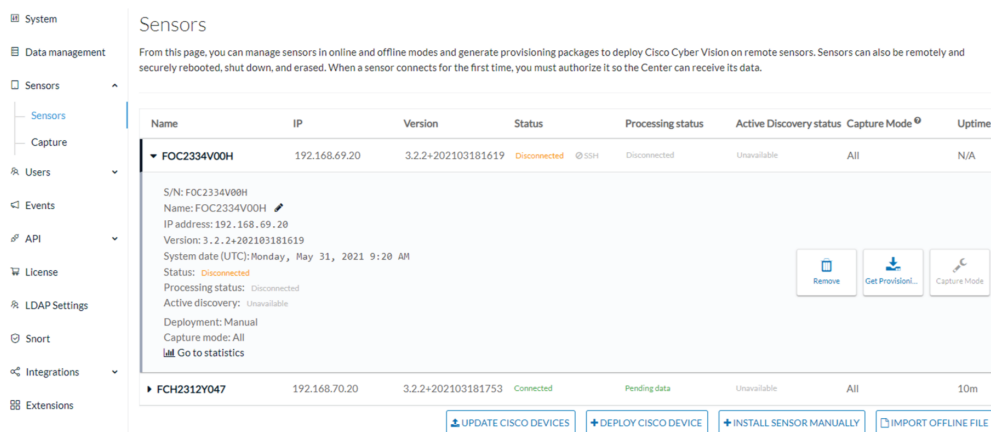 System
Data management
Sensors
Sensors
Capture
Users
Events
API
License
LDAP Settings
Snort
Integrations
Extensions
Sensors
From this page, you can manage sensors in online and offline modes and generate provisioning packages to deploy Cisco Cyber Vision on remote sensors. Sensors can also be remotely and
securely rebooted, shut down, and erased. When a sensor connects for the first time, you must authorize it so the Center can receive its data.
Name IP Version Status Processing status Active Discovery status Capture Mode Uptime
FOC2334V00H 192.168.69.20 3.2.2+202103181619 Disconnected SSH Disconnected Unavailable All N/A
S/N: FOC2334V00H
Name: FOC2334V00H
IP address: 192.168.69.20
Version: 3.2.2+202103181619
System date (UTC): Monday, May 31, 2021 9:20 AM
Status: Disconnected
Processing status: Disconnected
Active discovery: Unavailable
Deployment: Manual
Capture mode: All
Go to statistics
Remove Get Provisioni... Capture Mode
FCH2312Y047 192.168.70.20 3.2.2+202103181753 Connected Pending data Unavailable All 10m
UPDATE CISCO DEVICES +DEPLOY CISCO DEVICE +INSTALL SENSOR MANUALLY IMPORT OFFLINE FILE